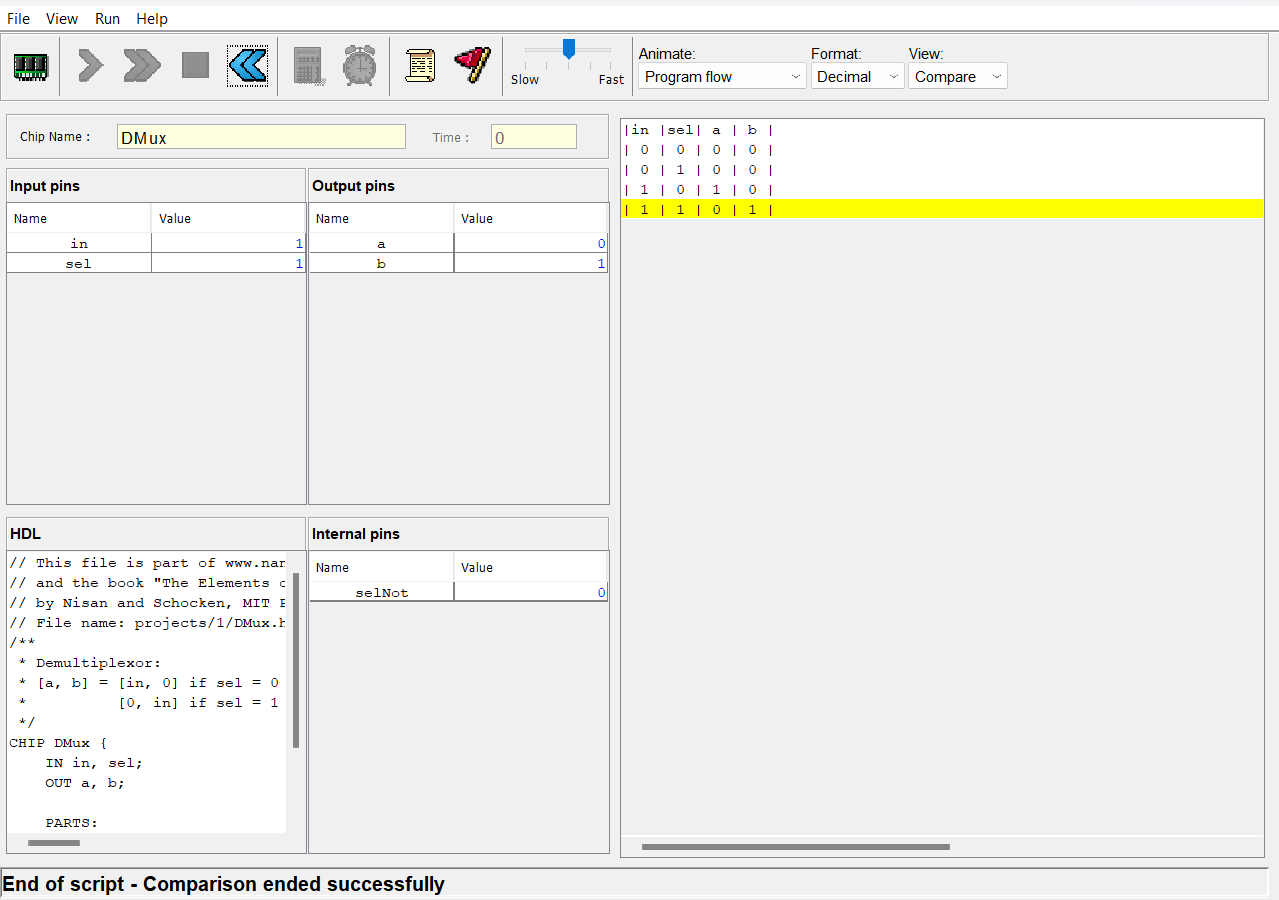 File View Run Help
Slow Fast
Animate: Format: View:
Program flow Decimal Compare
Chip Name : DMux Time : 0
Input pins
Name Value
in 1
sel 1
Output pins
Name Value
a 0
b 1
HDL
// This file is part of www.nan
// and the book "The Elements o
// by Nisan and Schocken, MIT P
// File name: projects/1/DMux.h
/**
* Demultiplexor:
* [a, b] = [in, 0] if sel = 0
* [0, in] if sel = 1
*/
CHIP DMux {
IN in, sel;
OUT a, b;
PARTS:
Internal pins
Name Value
selNot 0
|in |sel| a | b |
| 0 | 0 | 0 | 0 |
| 0 | 1 | 0 | 0 |
| 1 | 0 | 1 | 0 |
| 1 | 1 | 0 | 1 |
End of script - Comparison ended successfully